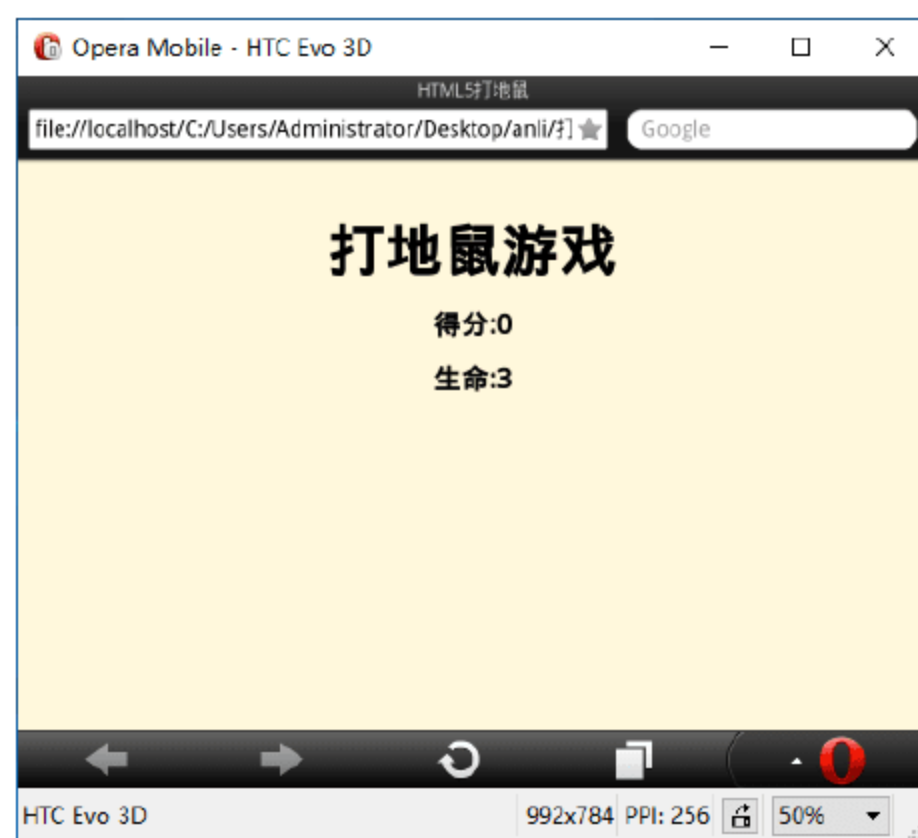 Opera Mobile - HTC Evo 3D
HTML5打地鼠
file://localhost/C:/Users/Administrator/Desktop/anli/打
Google
打地鼠游戏
得分:0
生命:3
HTC Evo 3D
992x784 PPI: 256
50%